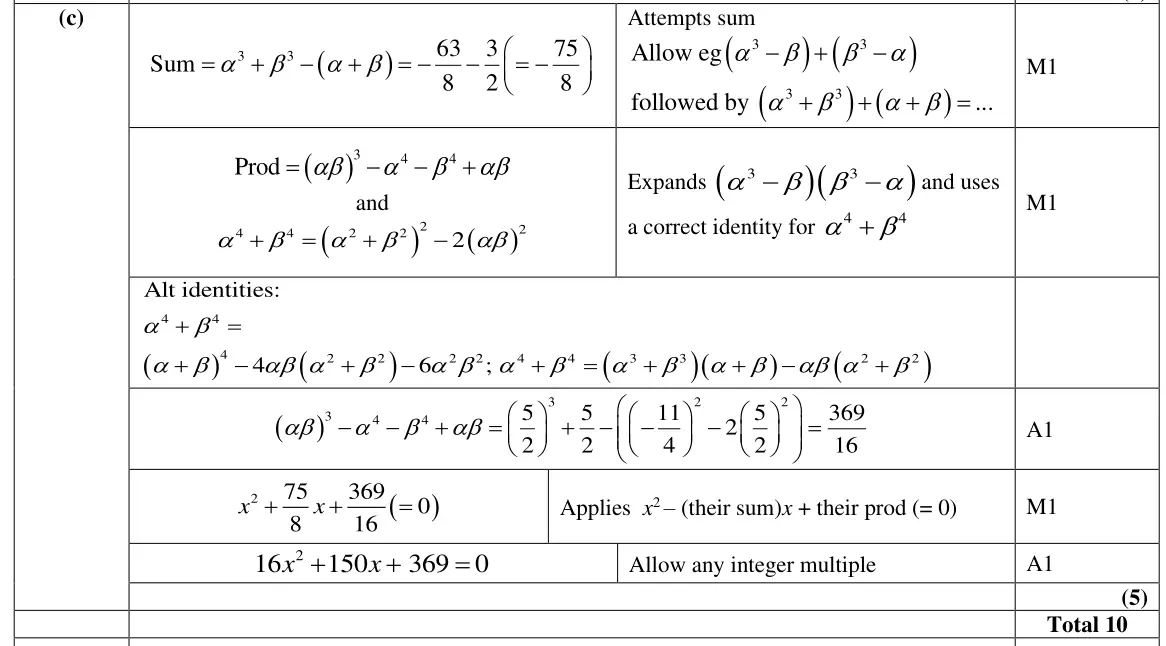 (c)
Sum = α³ + β³ − (α + β) = −63/8 − 3/2 (= −75/8)
Attempts sum
Allow eg (α³ − β) + (β³ − α)
followed by (α³ + β³) + (α + β) = ...
M1
Prod = (αβ)³ − α⁴ − β⁴ + αβ
and
α⁴ + β⁴ = (α² + β²)² − 2(αβ)²
Expands (α³ − β)(β³ − α) and uses
a correct identity for α⁴ + β⁴
M1
Alt identities:
α⁴ + β⁴ =
(α + β)⁴ − 4αβ(α² + β²) − 6α²β²; α⁴ + β⁴ = (α³ + β³)(α + β) − αβ(α² + β²)
(αβ)³ − α⁴ − β⁴ + αβ = (5/2)³ + 5/2 − ((−11/4)² − 2(5/2)²) = 369/16
A1
x² + 75/8 x + 369/16 (= 0)
Applies x² – (their sum)x + their prod (= 0)
M1
16x² + 150x + 369 = 0
Allow any integer multiple
A1
(5)
Total 10